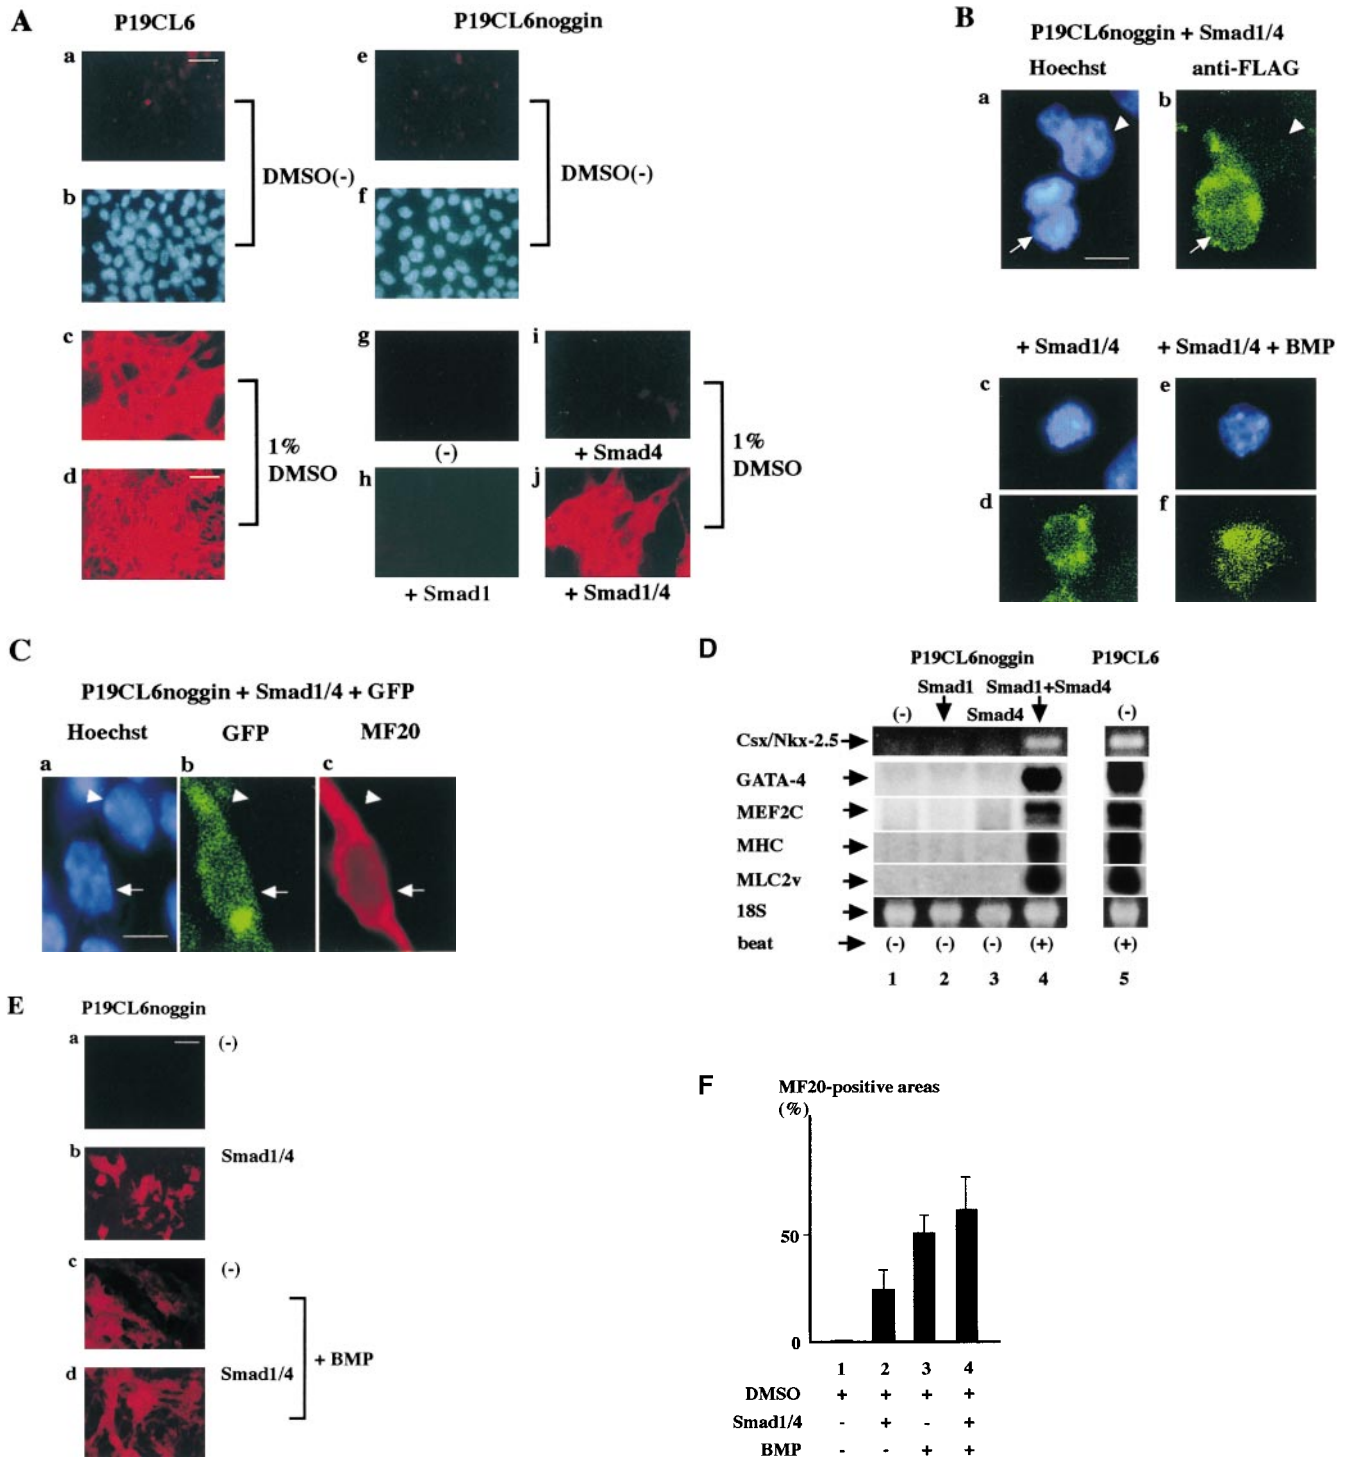 A
P19CL6
P19CL6noggin
a
e
DMSO(-)
DMSO(-)
b
f
c
g
i
1%
DMSO
(-)
+ Smad4
1%
DMSO
d
h
j
+ Smad1
+ Smad1/4
B
P19CL6noggin + Smad1/4
Hoechst
anti-FLAG
a
b
+ Smad1/4
+ Smad1/4 + BMP
c
e
d
f
C
P19CL6noggin + Smad1/4 + GFP
Hoechst
GFP
MF20
a
b
c
D
P19CL6noggin
P19CL6
Smad1
Smad1+Smad4
(-)
Smad4
(-)
Csx/Nkx-2.5
GATA-4
MEF2C
MHC
MLC2v
18S
beat
(-)
(-)
(-)
(+)
(+)
1
2
3
4
5
E
P19CL6noggin
a
(-)
b
Smad1/4
c
(-)
d
Smad1/4
+ BMP
F
MF20-positive areas
(%)
50
0
1
2
3
4
DMSO + + + +
Smad1/4 - + - +
BMP - - + +